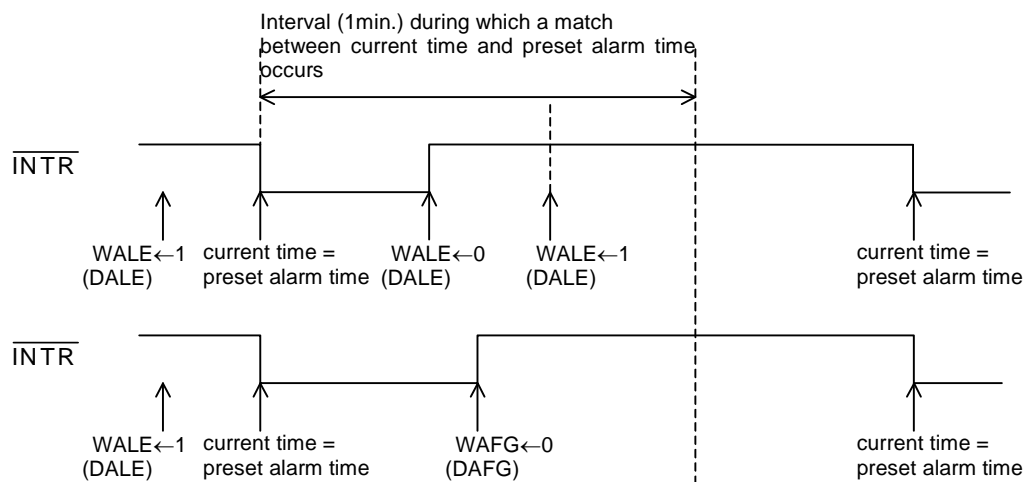 Interval (1min.) during which a match
between current time and preset alarm time
occurs
INTR
WALE←1
(DALE)
current time =
preset alarm time
WALE←0
(DALE)
WALE←1
(DALE)
current time =
preset alarm time
INTR
WALE←1
(DALE)
current time =
preset alarm time
WAFG←0
(DAFG)
current time =
preset alarm time